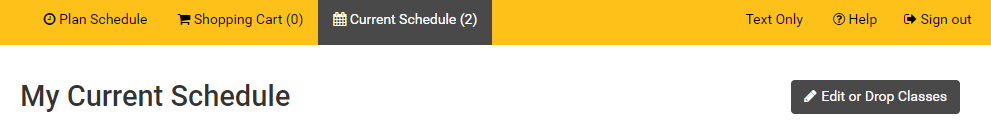 Plan Schedule Shopping Cart (0) Current Schedule (2) Text Only Help Sign out
My Current Schedule Edit or Drop Classes